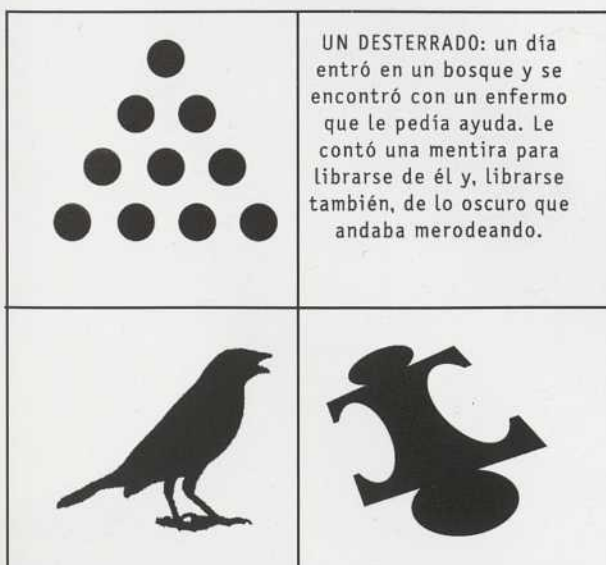 UN DESTERRADO: un día
entró en un bosque y se
encontró con un enfermo
que le pedía ayuda. Le
contó una mentira para
librarse de él y, librarse
también, de lo oscuro que
andaba merodeando.